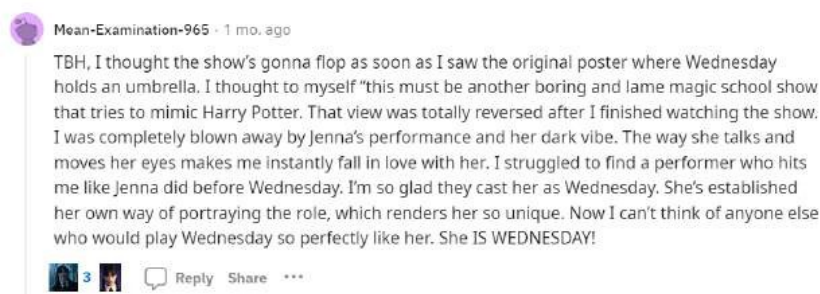 Mean-Examination-965 · 1 mo. ago
TBH, I thought the show's gonna flop as soon as I saw the original poster where Wednesday
holds an umbrella. I thought to myself "this must be another boring and lame magic school show
that tries to mimic Harry Potter. That view was totally reversed after I finished watching the show.
I was completely blown away by Jenna's performance and her dark vibe. The way she talks and
moves her eyes makes me instantly fall in love with her. I struggled to find a performer who hits
me like Jenna did before Wednesday. I'm so glad they cast her as Wednesday. She's established
her own way of portraying the role, which renders her so unique. Now I can't think of anyone else
who would play Wednesday so perfectly like her. She IS WEDNESDAY!
3 Reply Share ···